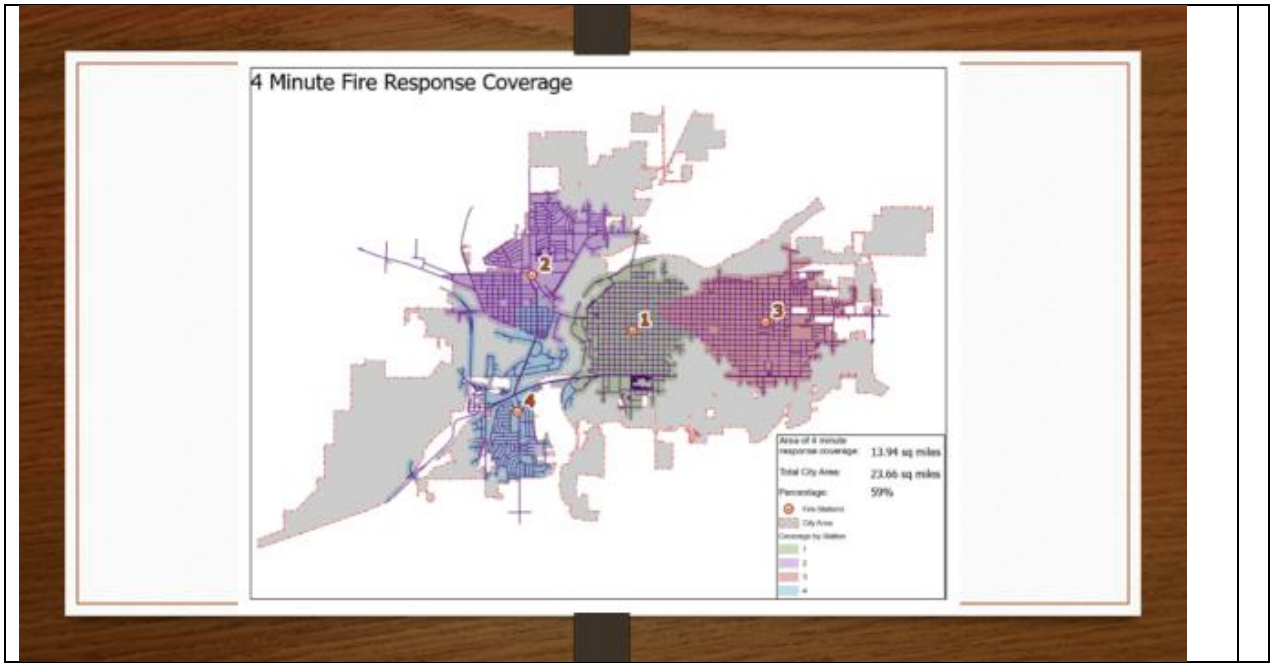 4 Minute Fire Response Coverage
2
1
3
4
Area of 4 minute
response coverage: 13.94 sq miles
Total City Area: 23.66 sq miles
Percentage: 59%
Fire Stations
City Area
Coverage by Station
1
2
3
4